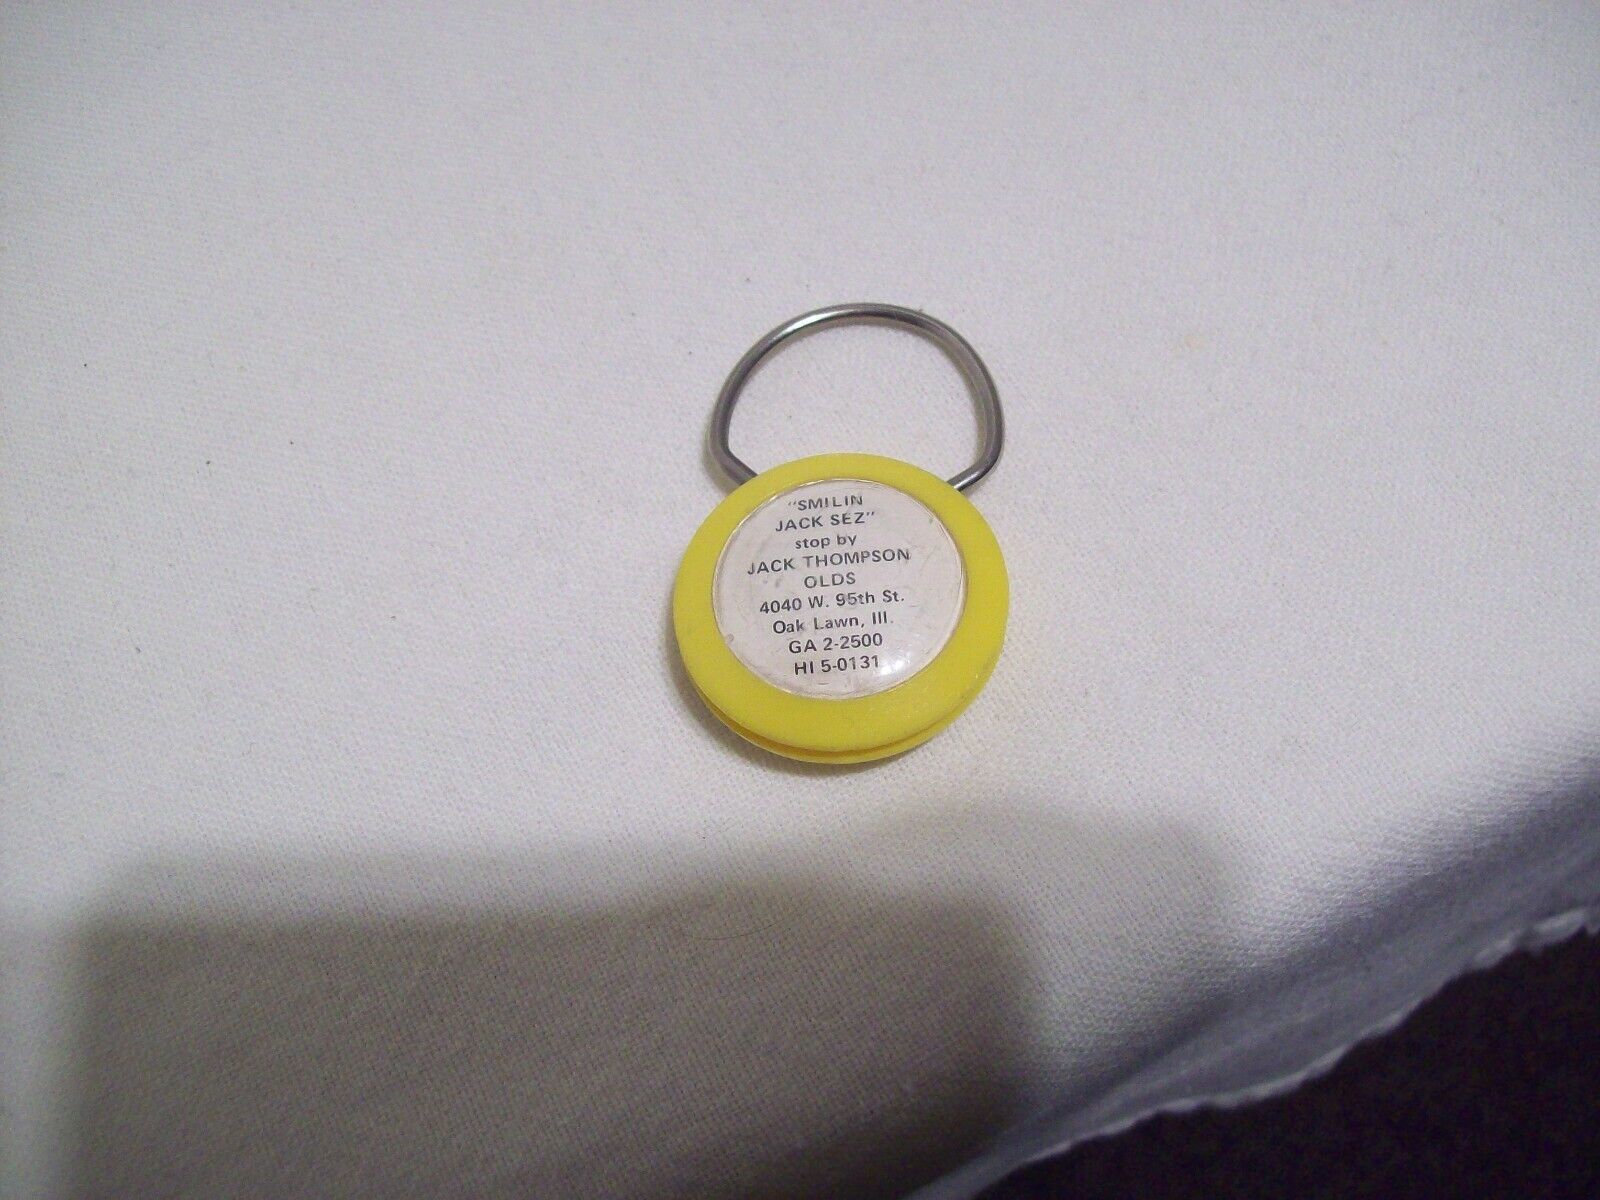 "SMILIN
JACK SEZ"
stop by
JACK THOMPSON
OLDS
4040 W. 95th St.
Oak Lawn, Ill.
GA 2-2500
HI 5-0131